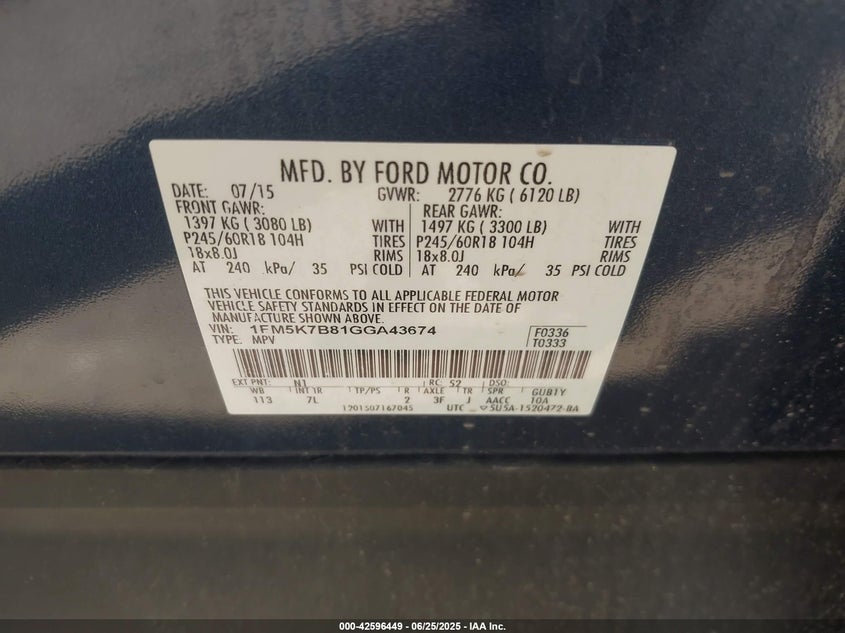 MFD. BY FORD MOTOR CO.
DATE: 07/15 GVWR: 2776 KG ( 6120 LB)
FRONT GAWR: REAR GAWR:
1397 KG ( 3080 LB) WITH 1497 KG ( 3300 LB) WITH
P245/60R18 104H TIRES P245/60R18 104H TIRES
18x8.0J RIMS 18x8.0J RIMS
AT 240 kPa/ 35 PSI COLD AT 240 kPa/ 35 PSI COLD
THIS VEHICLE CONFORMS TO ALL APPLICABLE FEDERAL MOTOR
VEHICLE SAFETY STANDARDS IN EFFECT ON THE DATE OF
MANUFACTURE SHOWN ABOVE.
VIN: 1FM5K7B81GGA43674 F0336
TYPE: MPV T0333
EXT PNT: N1 RC: 52 DSO:
WB INT TR TP/PS R AXLE TR SPR GUB1Y
113 7L 2 3F J AACC 10A
1201507167045 UTC 5U5A-1520472-BA
000-42596449 - 06/25/2025 - IAA Inc.